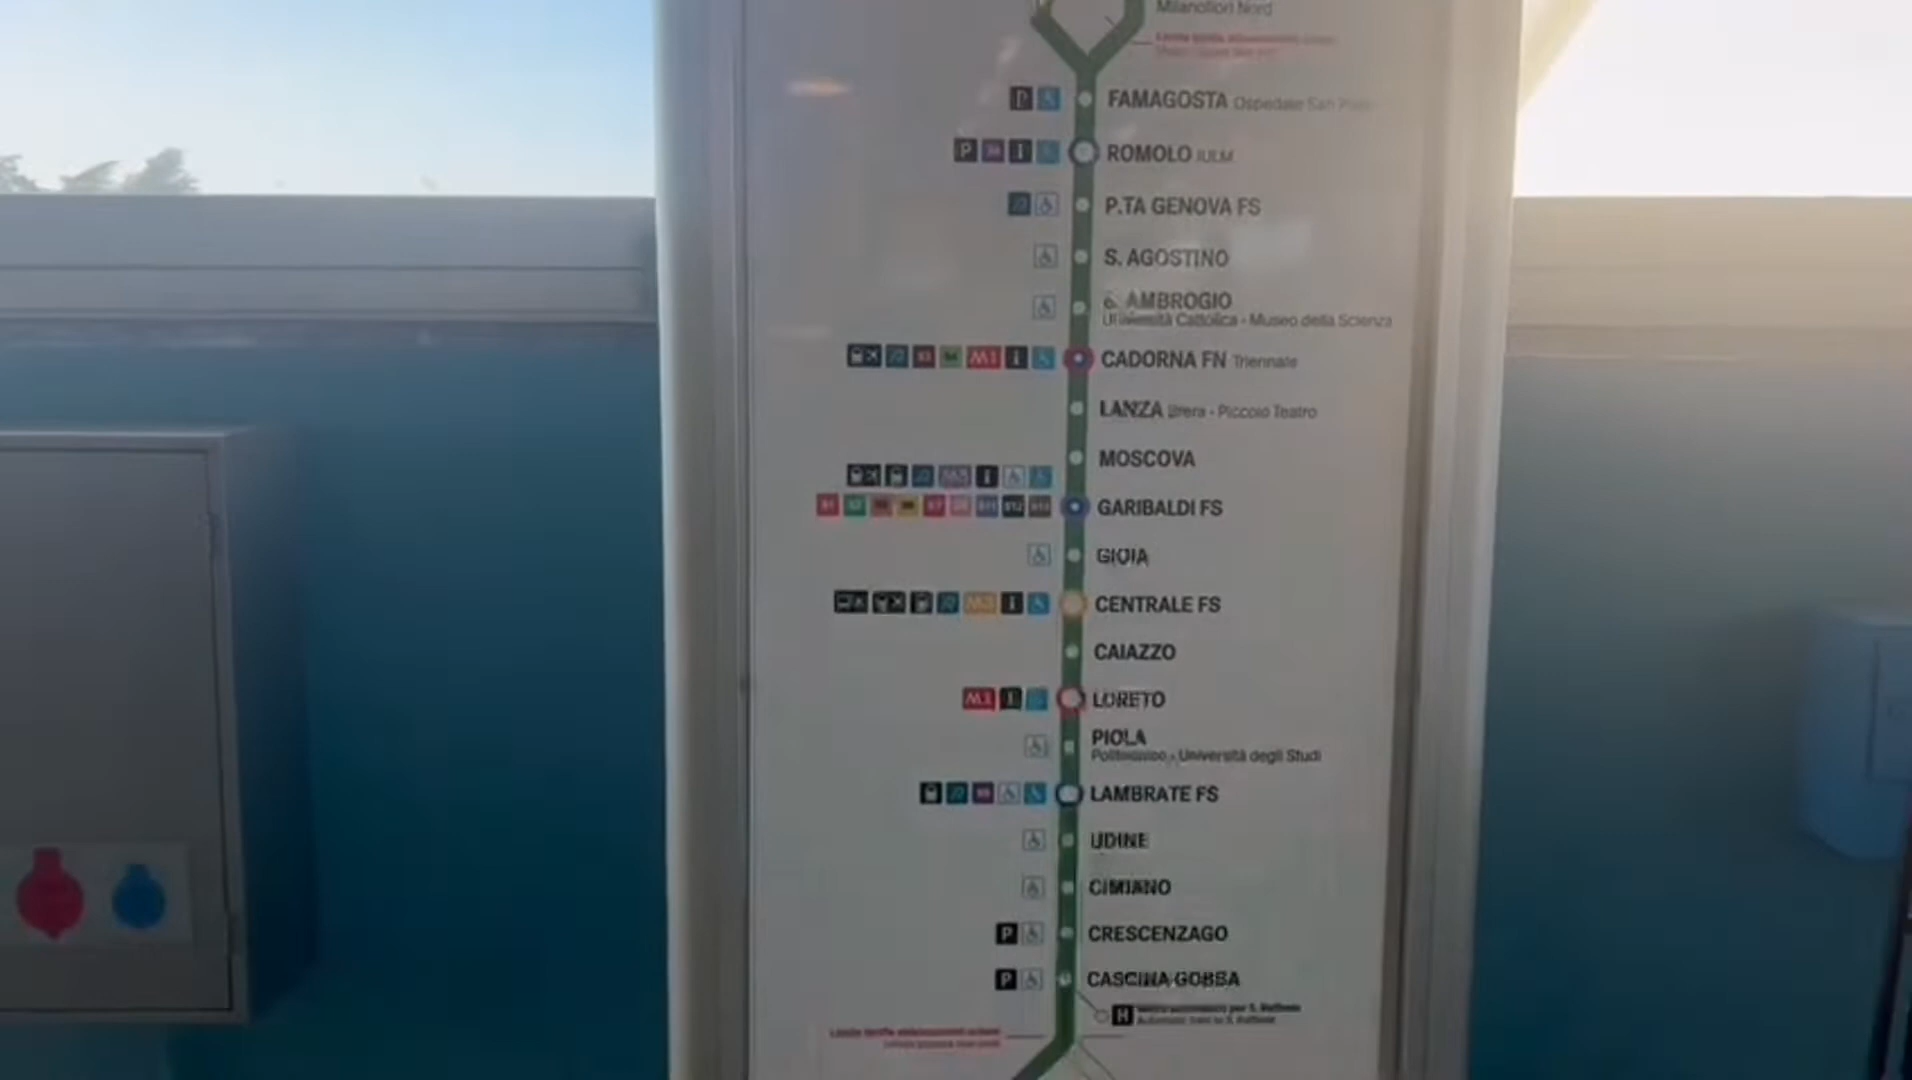 Milanofiori Nord
FAMAGOSTA Ospedale San Paolo
P ROMOLO IULM
P.TA GENOVA FS
S. AGOSTINO
S. AMBROGIO
Università Cattolica - Museo della Scienza
M1 i CADORNA FN Triennale
LANZA Brera - Piccolo Teatro
MOSCOVA
GARIBALDI FS
GIOIA
CENTRALE FS
CAIAZZO
M1 LORETO
PIOLA
Politecnico - Università degli Studi
LAMBRATE FS
UDINE
CIMIANO
P CRESCENZAGO
P CASCINA GOBBA
H